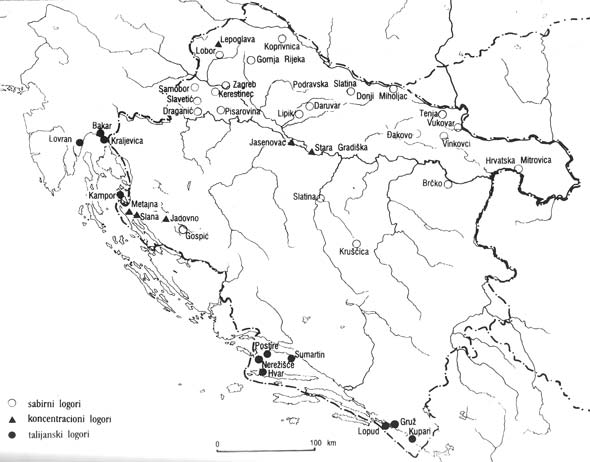 Lepoglava
Lobor
Koprivnica
Gornja Rijeka
Samobor
Slavetić
Draganić
Zagreb
Kerestinec
Pisarovina
Podravska Slatina
Donji Miholjac
Lipik
Daruvar
Tenja
Vukovar
Đakovo
Vinkovci
Hrvatska Mitrovica
Lovran
Bakar
Kraljevica
Jasenovac
Stara Gradiška
Brčko
Kampor
Metajna
Slana
Jadovno
Gospić
Slatina
Kruščica
Postire
Nerežišće
Hvar
Sumartin
Lopud
Gruž
Kupari
sabirni logori
koncentracioni logori
talijanski logori
0 100 km